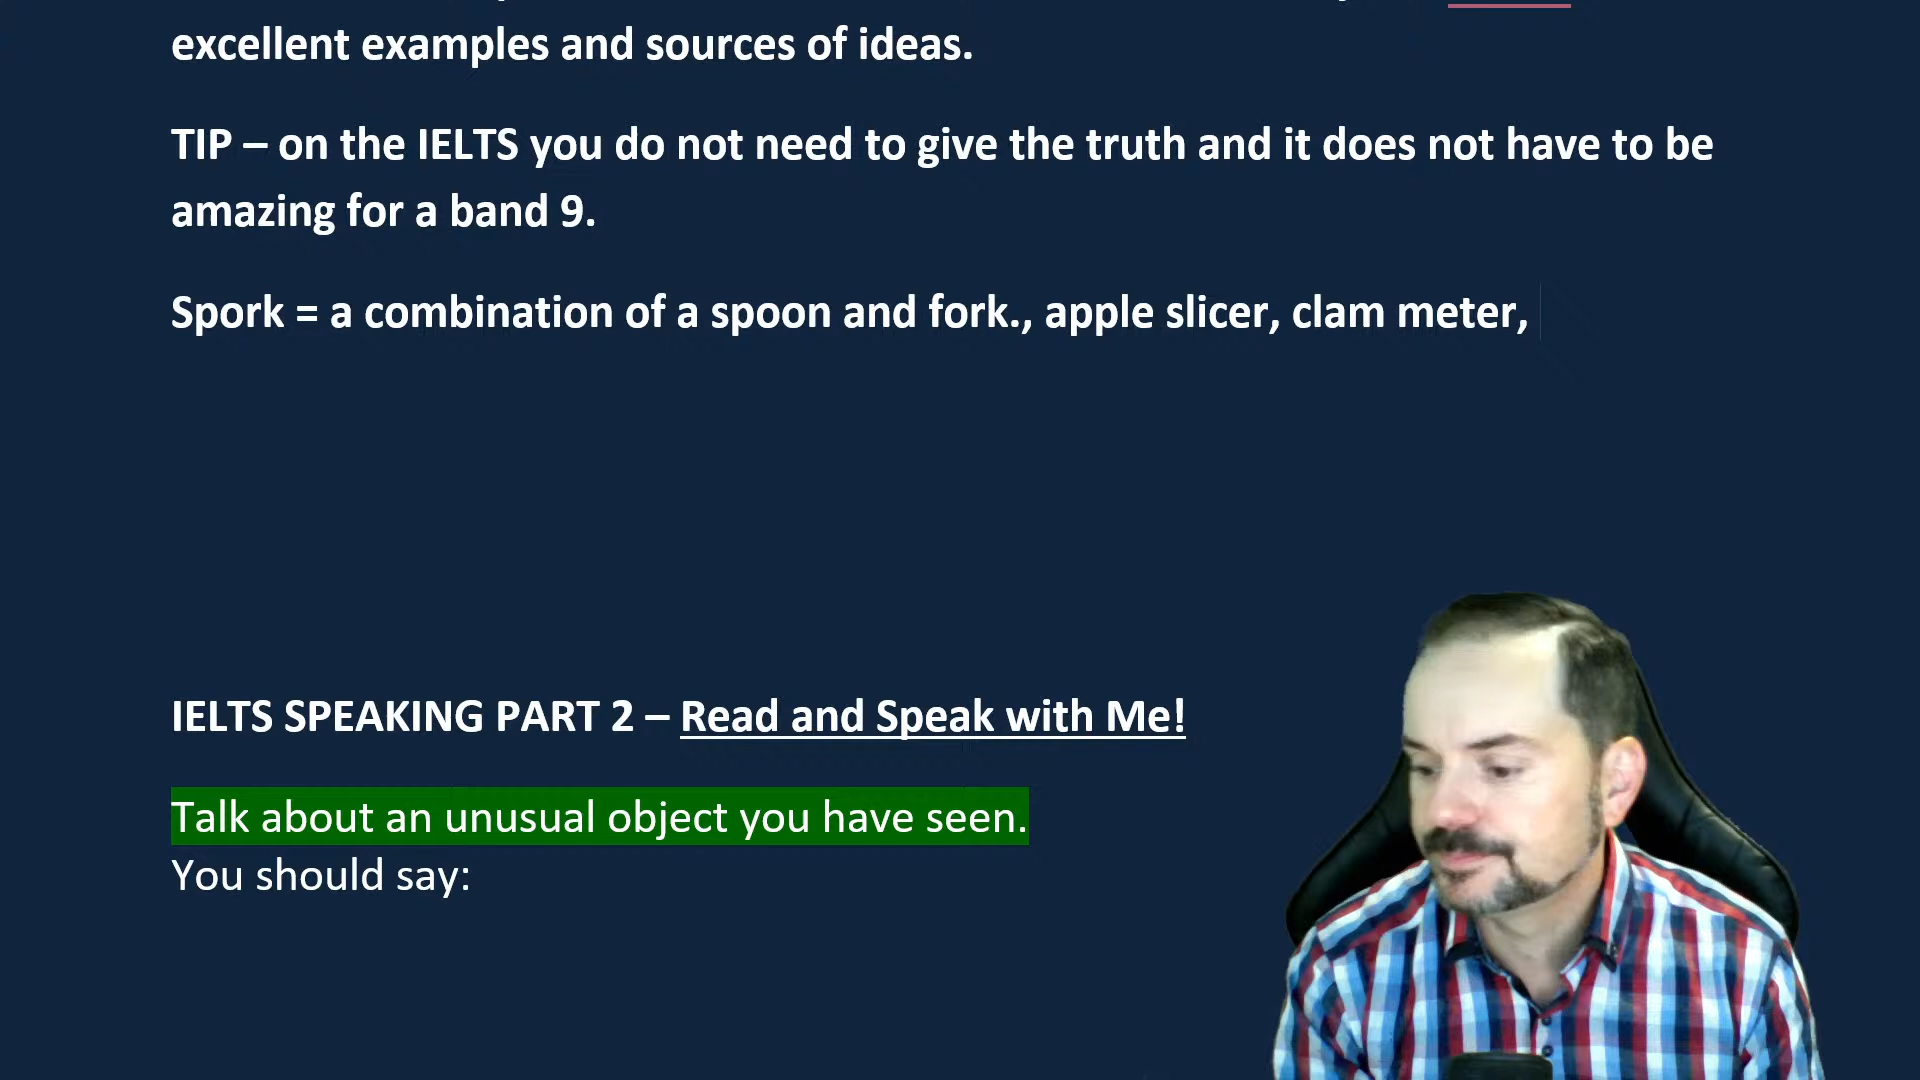 excellent examples and sources of ideas.
TIP – on the IELTS you do not need to give the truth and it does not have to be
amazing for a band 9.
Spork = a combination of a spoon and fork., apple slicer, clam meter,
IELTS SPEAKING PART 2 – Read and Speak with Me!
Talk about an unusual object you have seen.
You should say: